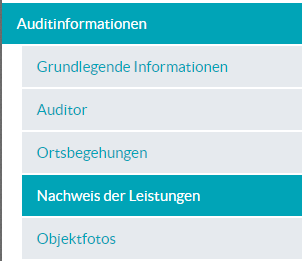 Auditinformationen
Grundlegende Informationen
Auditor
Ortsbegehungen
Nachweis der Leistungen
Objektfotos